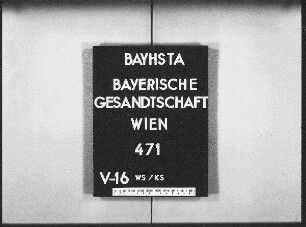 BAYHSTA
BAYERISCHE
GESANDTSCHAFT
WIEN
471
V-16 WS/KS